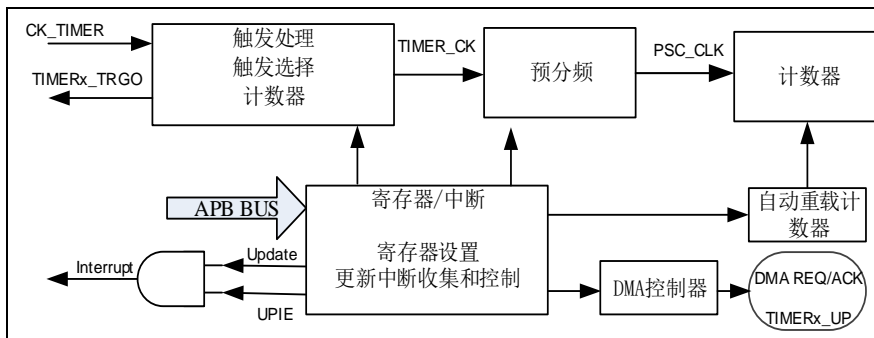 CK_TIMER
TIMERx_TRGO
触发处理
触发选择
计数器
TIMER_CK
预分频
PSC_CLK
计数器
APB BUS
寄存器/中断
寄存器设置
更新中断收集和控制
自动重载计
数器
Interrupt
Update
UPIE
DMA控制器
DMA REQ/ACK
TIMERx_UP